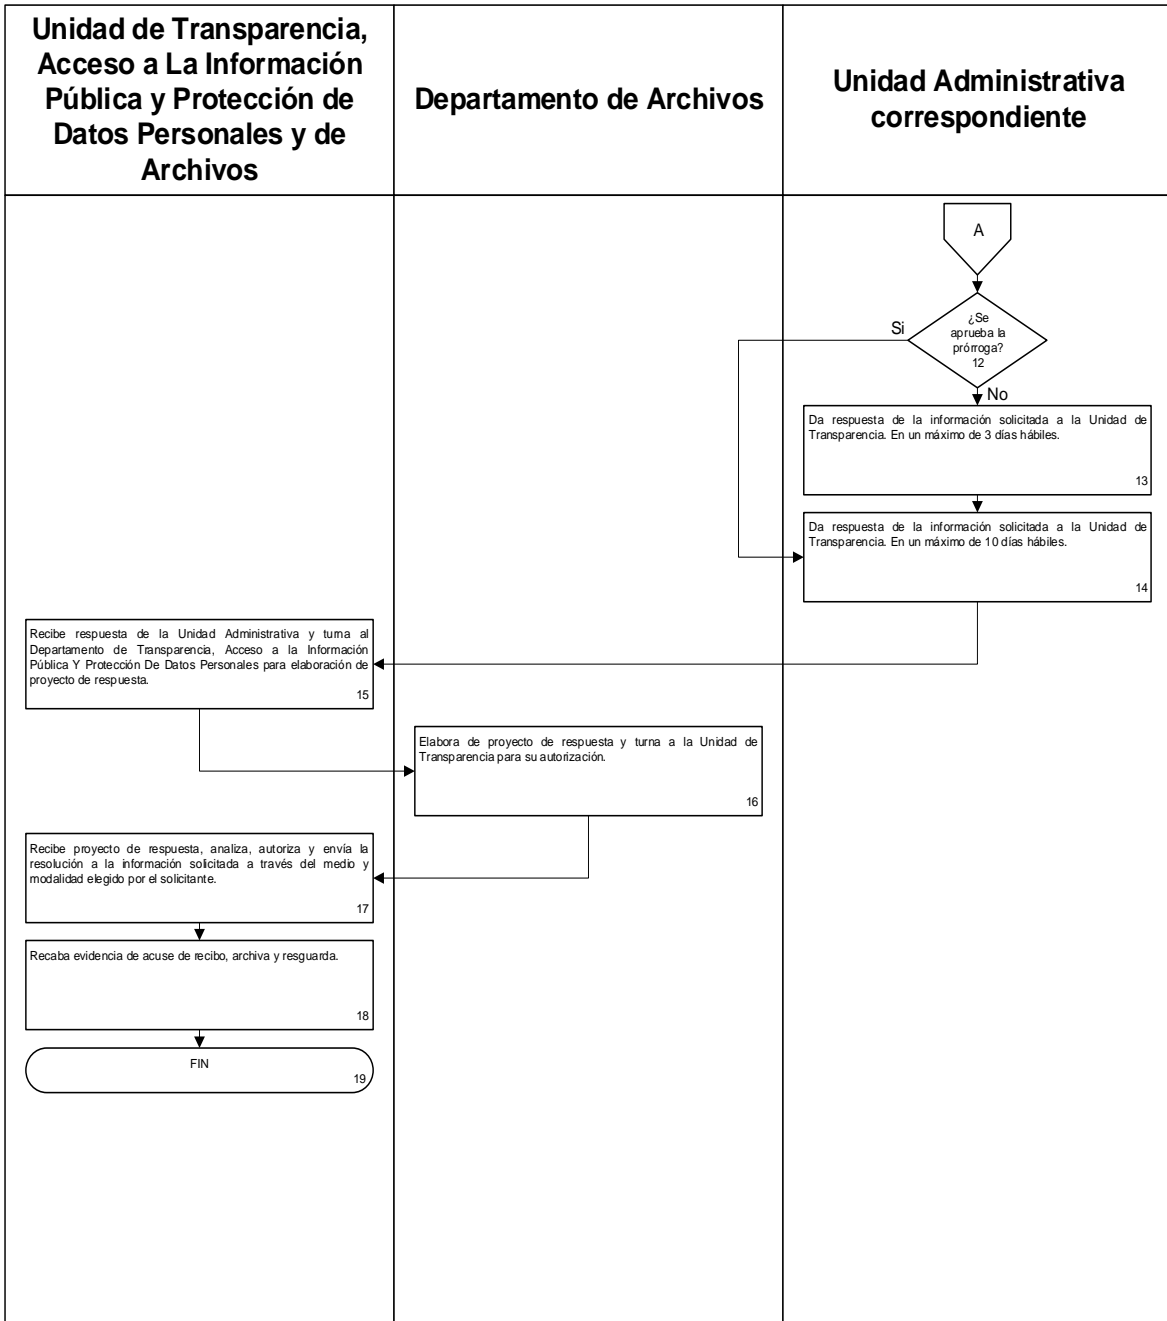 Unidad de Transparencia,
Acceso a La Información
Pública y Protección de
Datos Personales y de
Archivos
Departamento de Archivos
Unidad Administrativa
correspondiente
A
¿Se
aprueba la
prórroga?
12
Si
No
Da respuesta de la información solicitada a la Unidad de
Transparencia. En un máximo de 3 días hábiles.
13
Da respuesta de la información solicitada a la Unidad de
Transparencia. En un máximo de 10 días hábiles.
14
Recibe respuesta de la Unidad Administrativa y turna al
Departamento de Transparencia, Acceso a la Información
Pública Y Protección De Datos Personales para elaboración de
proyecto de respuesta.
15
Elabora de proyecto de respuesta y turna a la Unidad de
Transparencia para su autorización.
16
Recibe proyecto de respuesta, analiza, autoriza y envía la
resolución a la información solicitada a través del medio y
modalidad elegido por el solicitante.
17
Recaba evidencia de acuse de recibo, archiva y resguarda.
18
FIN
19